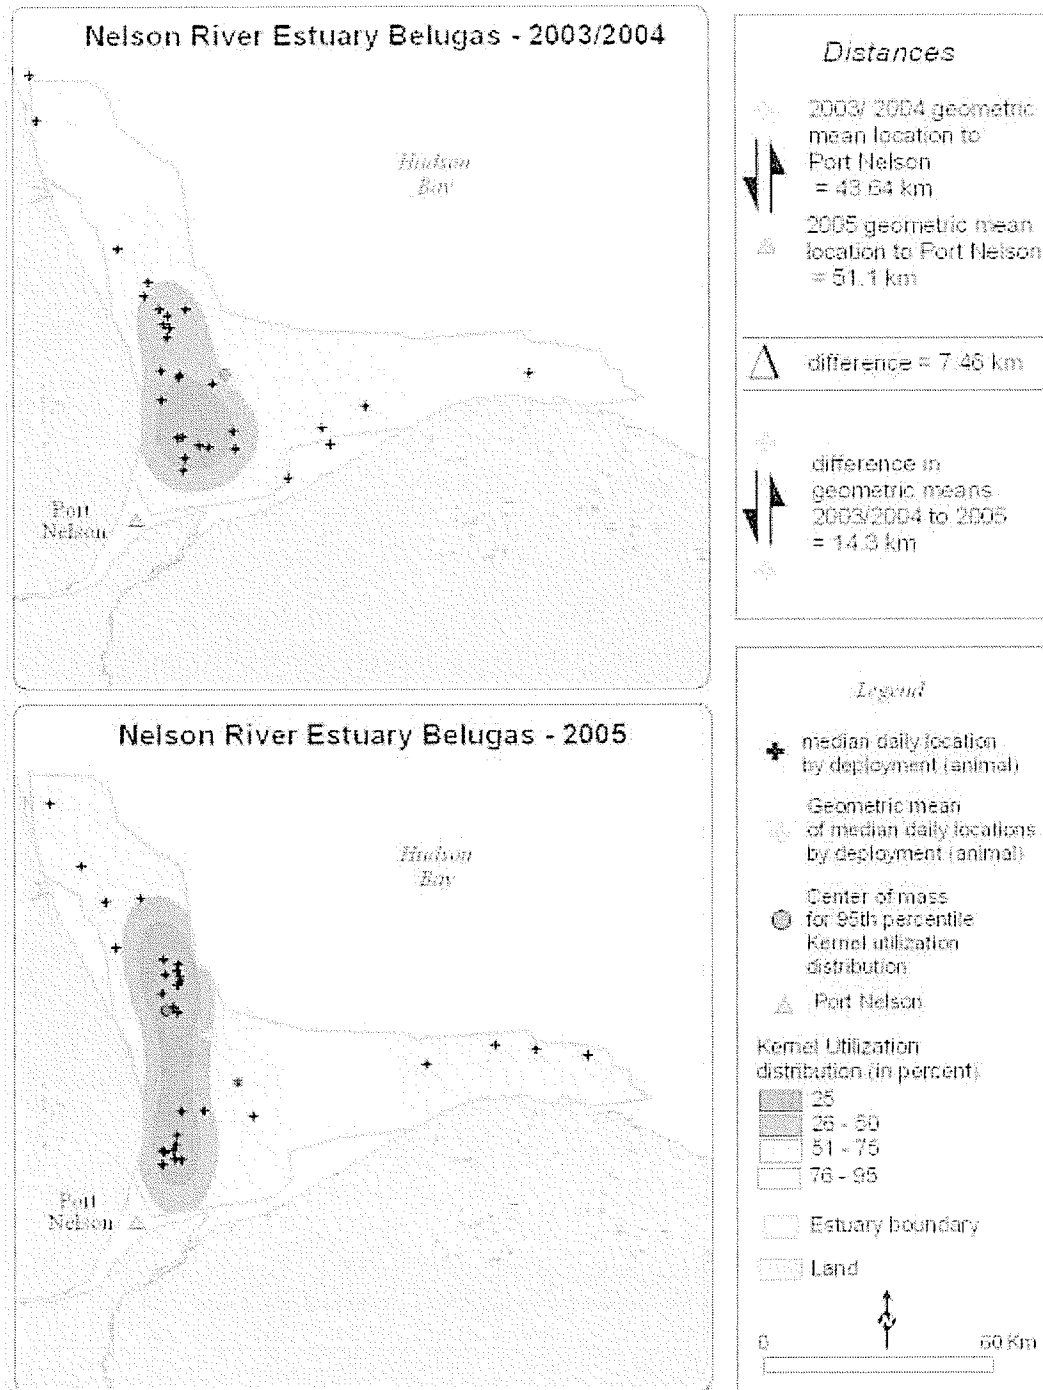 Nelson River Estuary Belugas - 2003/2004
Hudson
Bay
Port
Nelson
Distances
2003/ 2004 geometric
mean location to
Port Nelson
= 43.64 km
2005 geometric mean
location to Port Nelson
= 51.1 km
difference = 7.46 km
difference in
geometric means
2003/2004 to 2005
= 14.3 km
Nelson River Estuary Belugas - 2005
Hudson
Bay
Port
Nelson
Legend
median daily location
by deployment (animal)
Geometric mean
of median daily locations
by deployment (animal)
Center of mass
for 95th percentile
Kernel utilization
distribution
Port Nelson
Kernel Utilization
distribution (in percent)
25
26 - 50
51 - 75
76 - 95
Estuary boundary
Land
N
0 60 Km